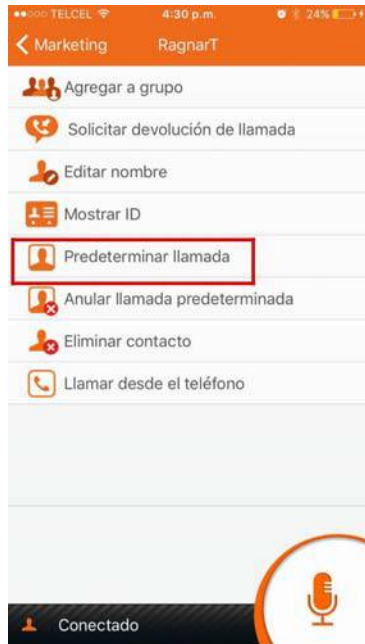 TELCEL 4:30 p.m. 24%
Marketing RagnarT
Agregar a grupo
Solicitar devolución de llamada
Editar nombre
Mostrar ID
Predeterminar llamada
Anular llamada predeterminada
Eliminar contacto
Llamar desde el teléfono
Conectado